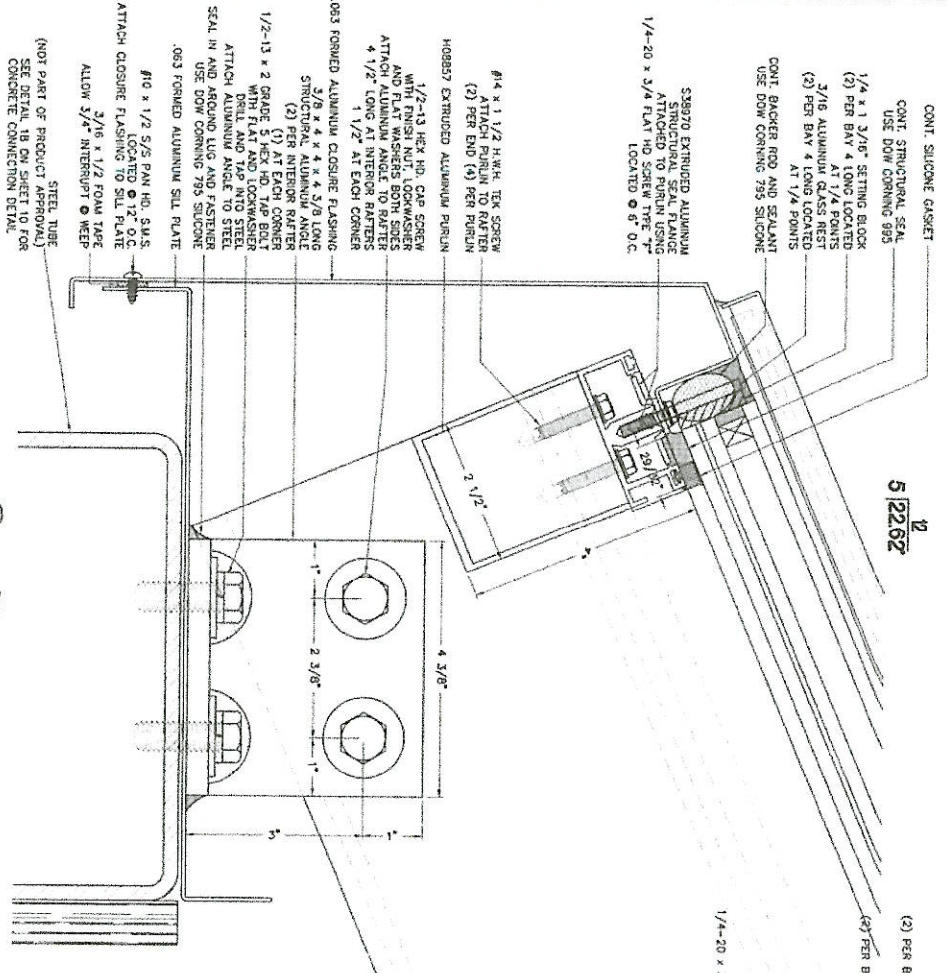 CONT. SILICONE GASKET
CONT. STRUCTURAL SEAL
USE DOW CORNING 995
1/4 x 1 3/16" SETTING BLOCK
(2) PER BAY 4 LONG LOCATED
AT 1/4 POINTS
3/16 ALUMINUM GLASS REST
(2) PER BAY 4 LONG LOCATED
AT 1/4 POINTS
CONT. BACKER ROD AND SEALANT
USE DOW CORNING 795 SILICONE
S38970 EXTRUDED ALUMINUM
STRUCTURAL SEAL FLANGE
ATTACHED TO PURLIN USING
1/4-20 x 3/4 FLAT HD SCREW TYPE "F"
LOCATED @ 6" O.C.
#14 x 1 1/2 H.W.H. TEK SCREW
ATTACH PURLIN TO RAFTER
(2) PER END (4) PER PURLIN
H08857 EXTRUDED ALUMINUM PURLIN
1/2-13 HEX HD. CAP SCREW
WITH FINISH NUT, LOCKWASHER
AND FLAT WASHERS BOTH SIDES
ATTACH ALUMINUM ANGLE TO RAFTER
4 1/2" LONG AT INTERIOR RAFTERS
1 1/2" AT EACH CORNER
.063 FORMED ALUMINUM CLOSURE FLASHING
3/8 x 4 x 4 x 4 3/8 LONG
STRUCTURAL ALUMINUM ANGLE
(2) PER INTERIOR RAFTER
(1) AT EACH CORNER
1/2-13 x 2 GRADE 5 HEX HD. TAP BOLT
WITH FLAT AND LOCKWASHER
DRILL AND TAP INTO STEEL
ATTACH ALUMINUM ANGLE TO STEEL
SEAL IN AND AROUND LUG AND FASTENER
USE DOW CORNING 795 SILICONE
.063 FORMED ALUMINUM SILL PLATE
#10 x 1/2 S/S PAN HD. S.M.S.
LOCATED @ 12" O.C.
ATTACH CLOSURE FLASHING TO SILL PLATE
3/16 x 1/2 FOAM TAPE
ALLOW 3/4" INTERRUPT @ WEEP
STEEL TUBE
(NOT PART OF PRODUCT APPROVAL)
SEE DETAIL 1B ON SHEET 10 FOR
CONCRETE CONNECTION DETAIL
12
5 22.62°
2 1/2"
4"
4 3/8"
1"
2 3/8"
1"
3"
1"
(2) PER B
(2) PER B
1/4-20 x